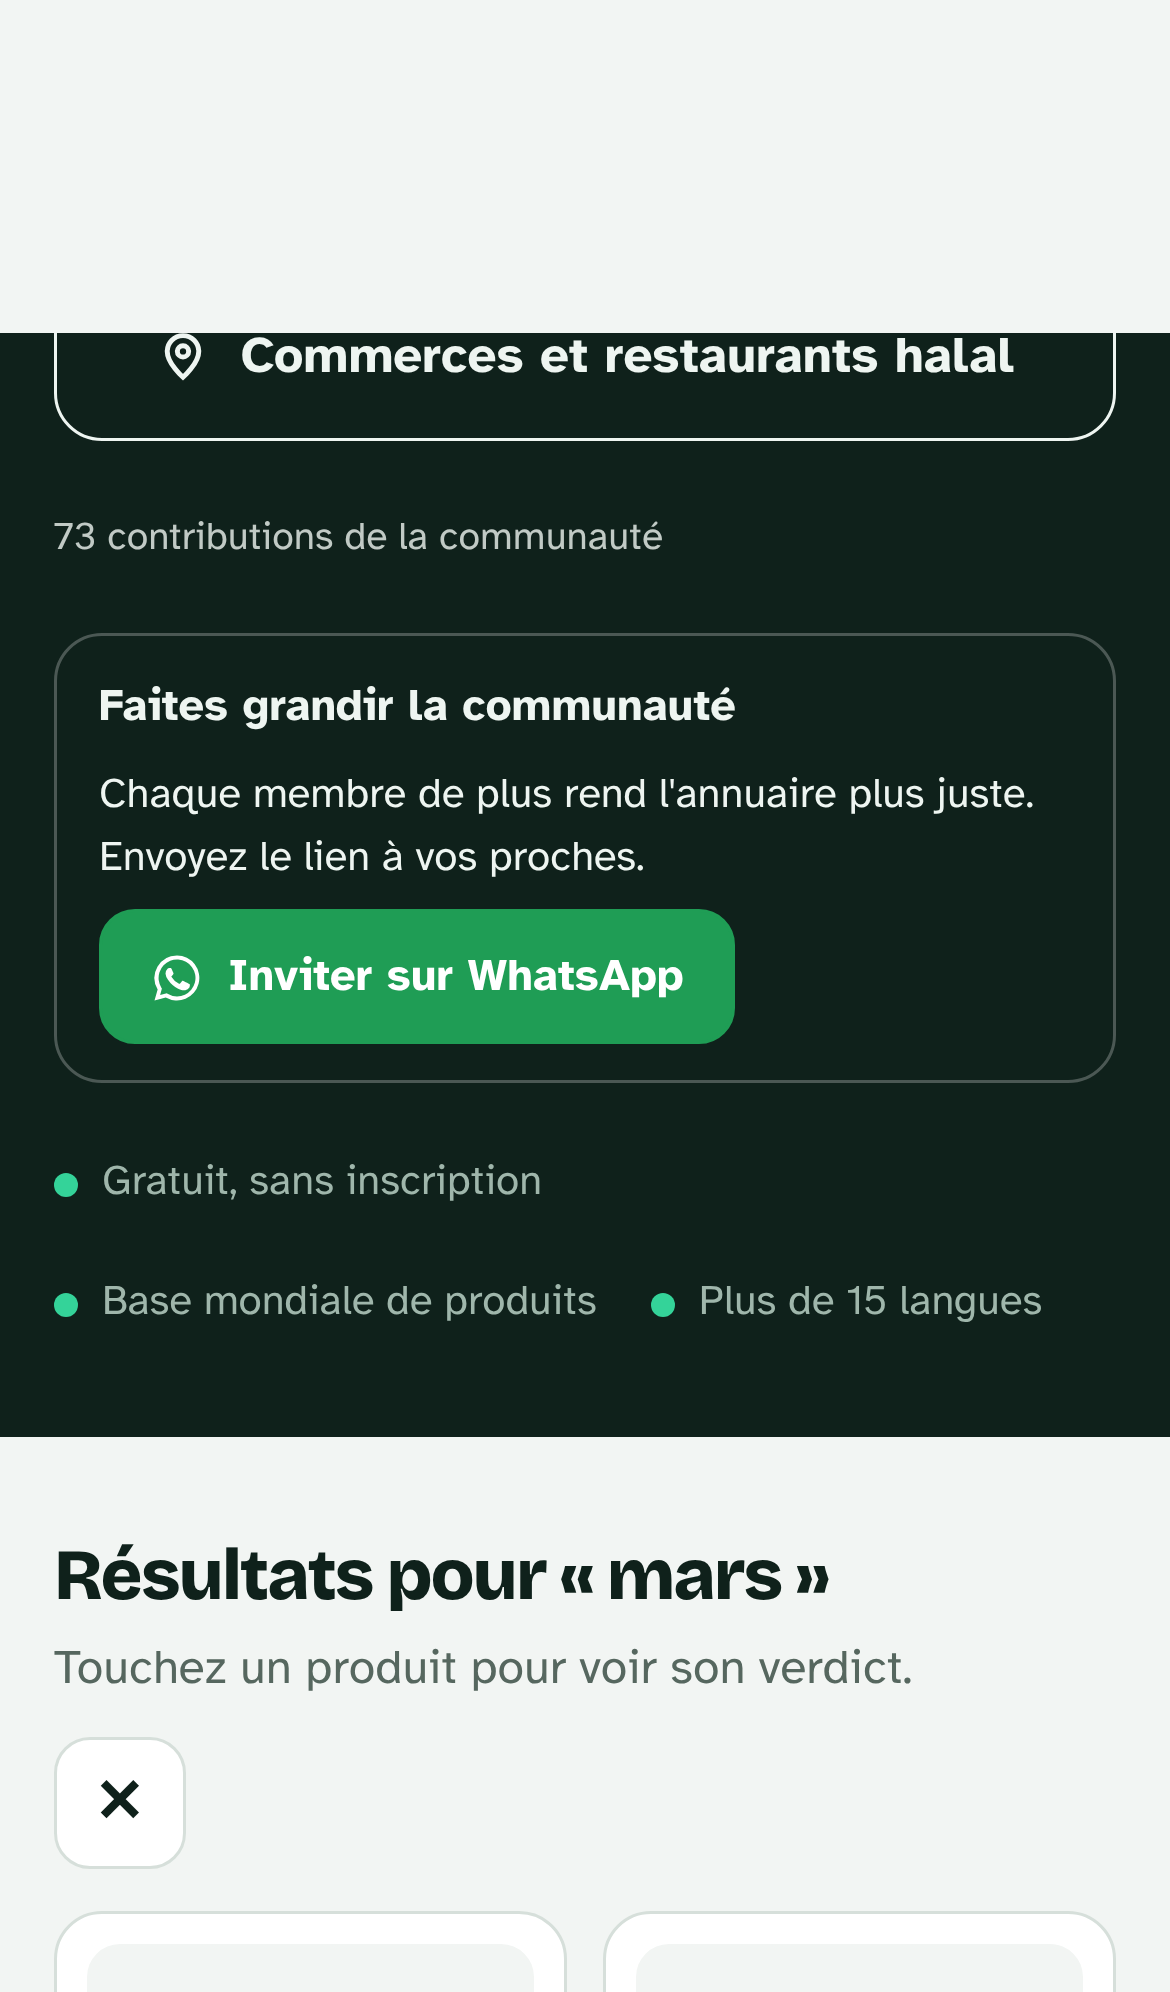 Commerces et restaurants halal
73 contributions de la communauté
Faites grandir la communauté
Chaque membre de plus rend l'annuaire plus juste.
Envoyez le lien à vos proches.
Inviter sur WhatsApp
Gratuit, sans inscription
Base mondiale de produits
Plus de 15 langues
Résultats pour « mars »
Touchez un produit pour voir son verdict.